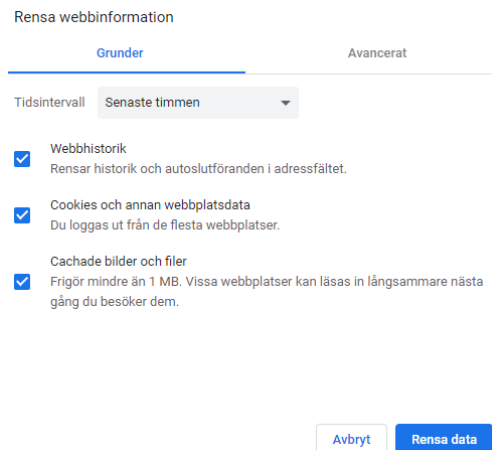 Rensa webbinformation
Grunder
Avancerat
Tidsintervall
Senaste timmen
Webbhistorik
Rensar historik och autoslutföranden i adressfältet.
Cookies och annan webbplatsdata
Du loggas ut från de flesta webbplatser.
Cachade bilder och filer
Frigör mindre än 1 MB. Vissa webbplatser kan läsas in långsammare nästa
gång du besöker dem.
Avbryt
Rensa data